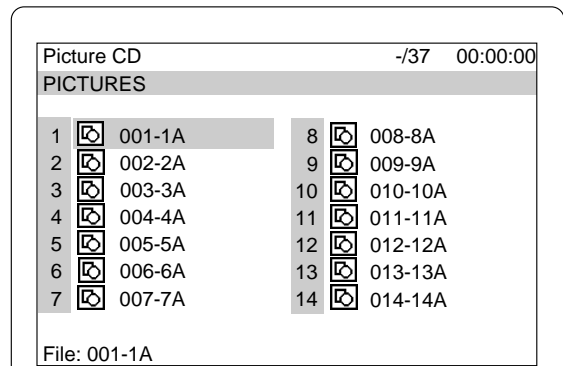 Picture CD -/37 00:00:00
PICTURES
1 001-1A 8 008-8A
2 002-2A 9 009-9A
3 003-3A 10 010-10A
4 004-4A 11 011-11A
5 005-5A 12 012-12A
6 006-6A 13 013-13A
7 007-7A 14 014-14A
File: 001-1A